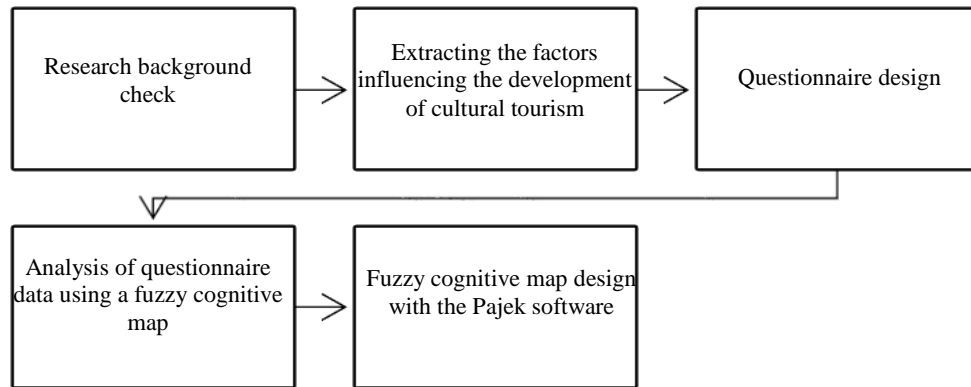 Research background
check
Extracting the factors
influencing the development
of cultural tourism
Questionnaire design
Analysis of questionnaire
data using a fuzzy cognitive
map
Fuzzy cognitive map design
with the Pajek software